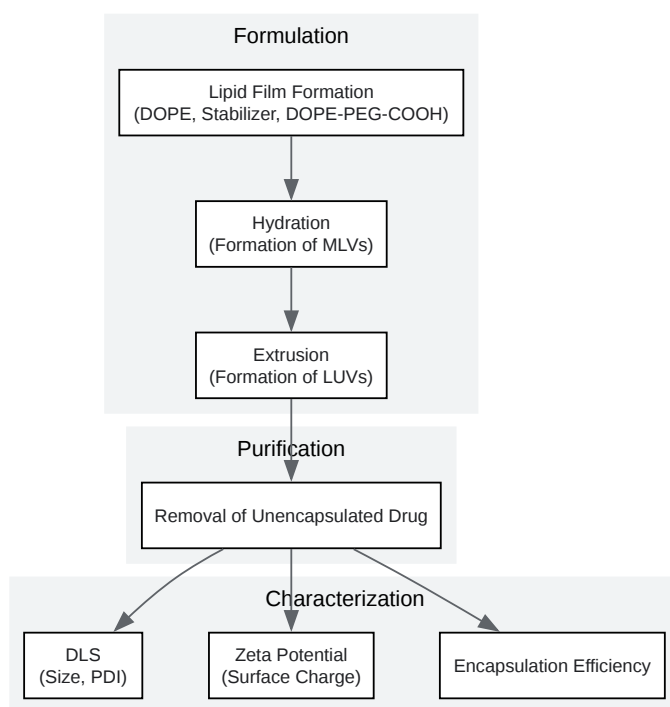 Formulation
Lipid Film Formation
(DOPE, Stabilizer, DOPE-PEG-COOH)
Hydration
(Formation of MLVs)
Extrusion
(Formation of LUVs)
Purification
Removal of Unencapsulated Drug
Characterization
DLS
(Size, PDI)
Zeta Potential
(Surface Charge)
Encapsulation Efficiency